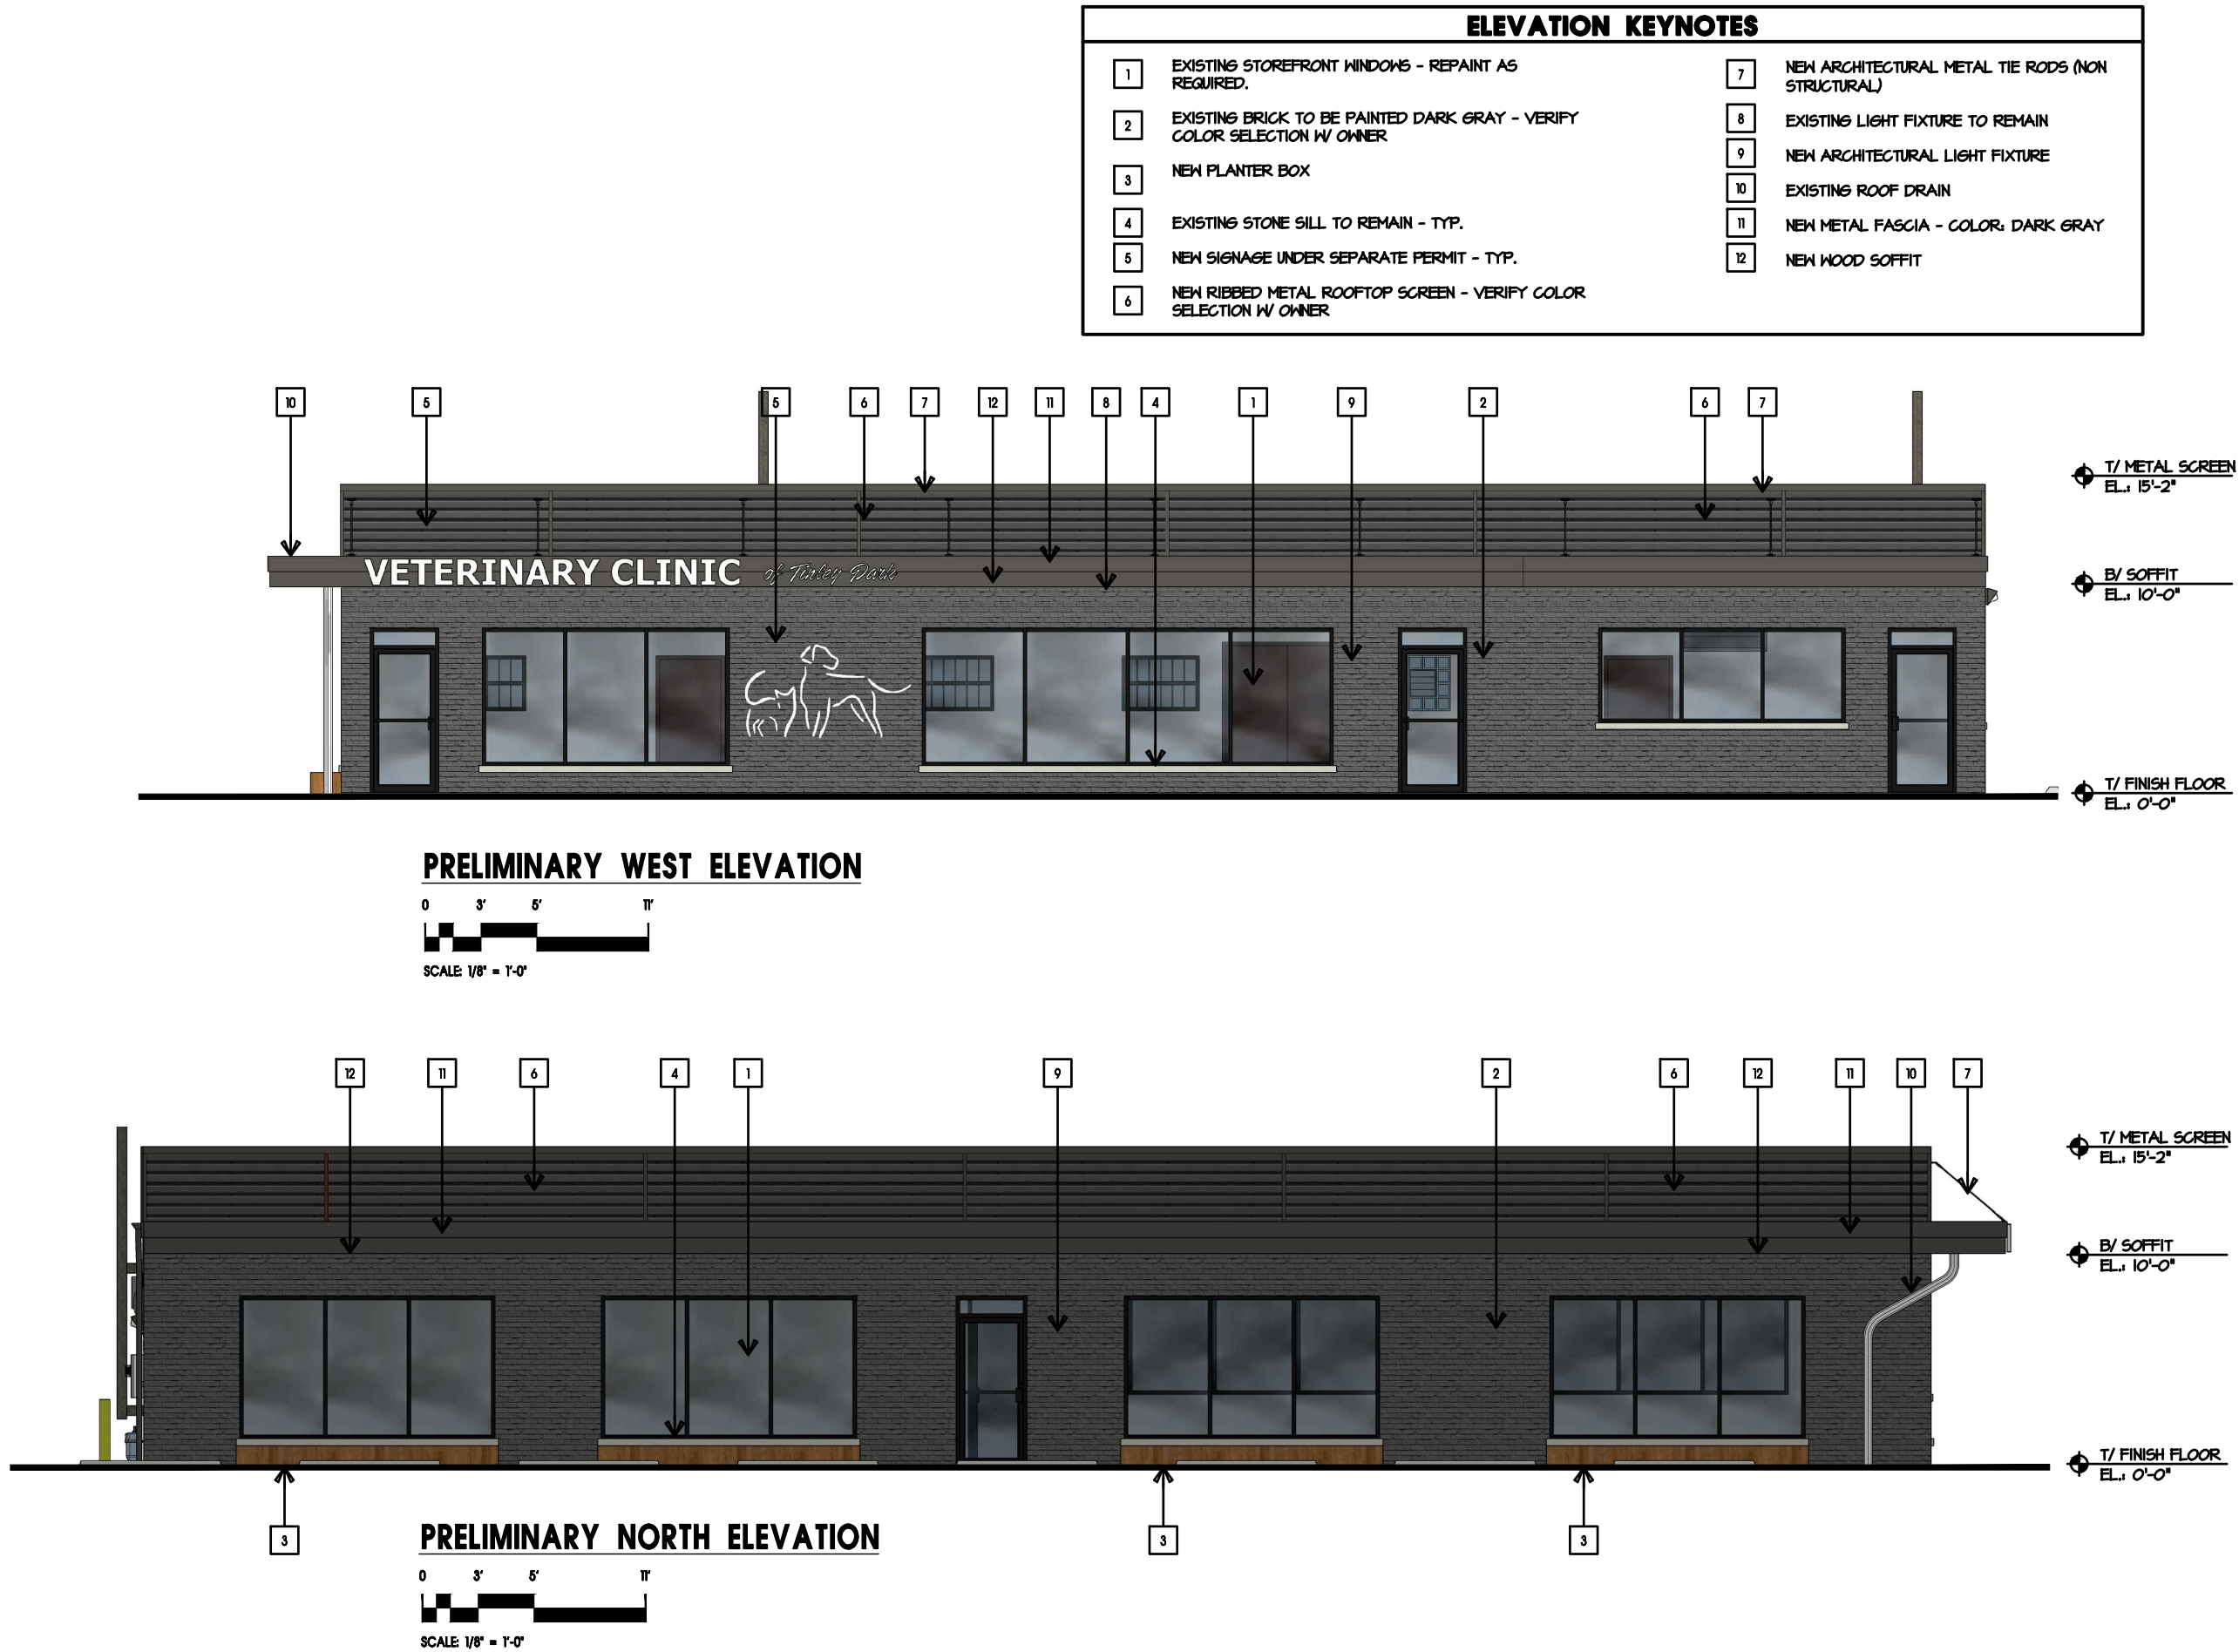 ELEVATION KEYNOTES
1 EXISTING STOREFRONT WINDOWS - REPAINT AS
REQUIRED.
2 EXISTING BRICK TO BE PAINTED DARK GRAY - VERIFY
COLOR SELECTION W/ OWNER
3 NEW PLANTER BOX
4 EXISTING STONE SILL TO REMAIN - TYP.
5 NEW SIGNAGE UNDER SEPARATE PERMIT - TYP.
6 NEW RIBBED METAL ROOFTOP SCREEN - VERIFY COLOR
SELECTION W/ OWNER
7 NEW ARCHITECTURAL METAL TIE RODS (NON
STRUCTURAL)
8 EXISTING LIGHT FIXTURE TO REMAIN
9 NEW ARCHITECTURAL LIGHT FIXTURE
10 EXISTING ROOF DRAIN
11 NEW METAL FASCIA - COLOR: DARK GRAY
12 NEW WOOD SOFFIT
10 5 5 6 7 12 11 8 4 1 9 2 6 7
T/ METAL SCREEN
EL.: 15'-2"
VETERINARY CLINIC of Tinley Park
B/ SOFFIT
EL.: 10'-0"
T/ FINISH FLOOR
EL.: 0'-0"
PRELIMINARY WEST ELEVATION
0 3' 5' 11'
SCALE: 1/8" = 1'-0"
12 11 6 4 1 9 2 6 12 11 10 7
T/ METAL SCREEN
EL.: 15'-2"
B/ SOFFIT
EL.: 10'-0"
T/ FINISH FLOOR
EL.: 0'-0"
3 3 3
PRELIMINARY NORTH ELEVATION
0 3' 5' 11'
SCALE: 1/8" = 1'-0"